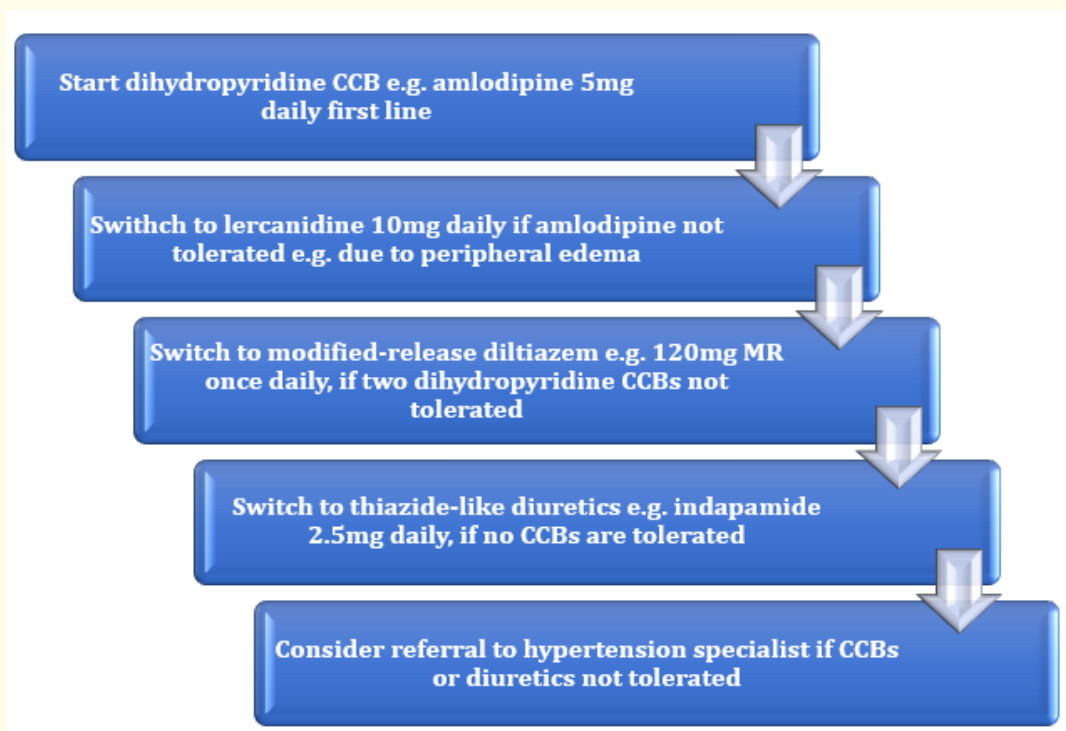 Start dihydropyridine CCB e.g. amlodipine 5mg
daily first line
Swithch to lercanidine 10mg daily if amlodipine not
tolerated e.g. due to peripheral edema
Switch to modified-release diltiazem e.g. 120mg MR
once daily, if two dihydropyridine CCBs not
tolerated
Switch to thiazide-like diuretics e.g. indapamide
2.5mg daily, if no CCBs are tolerated
Consider referral to hypertension specialist if CCBs
or diuretics not tolerated